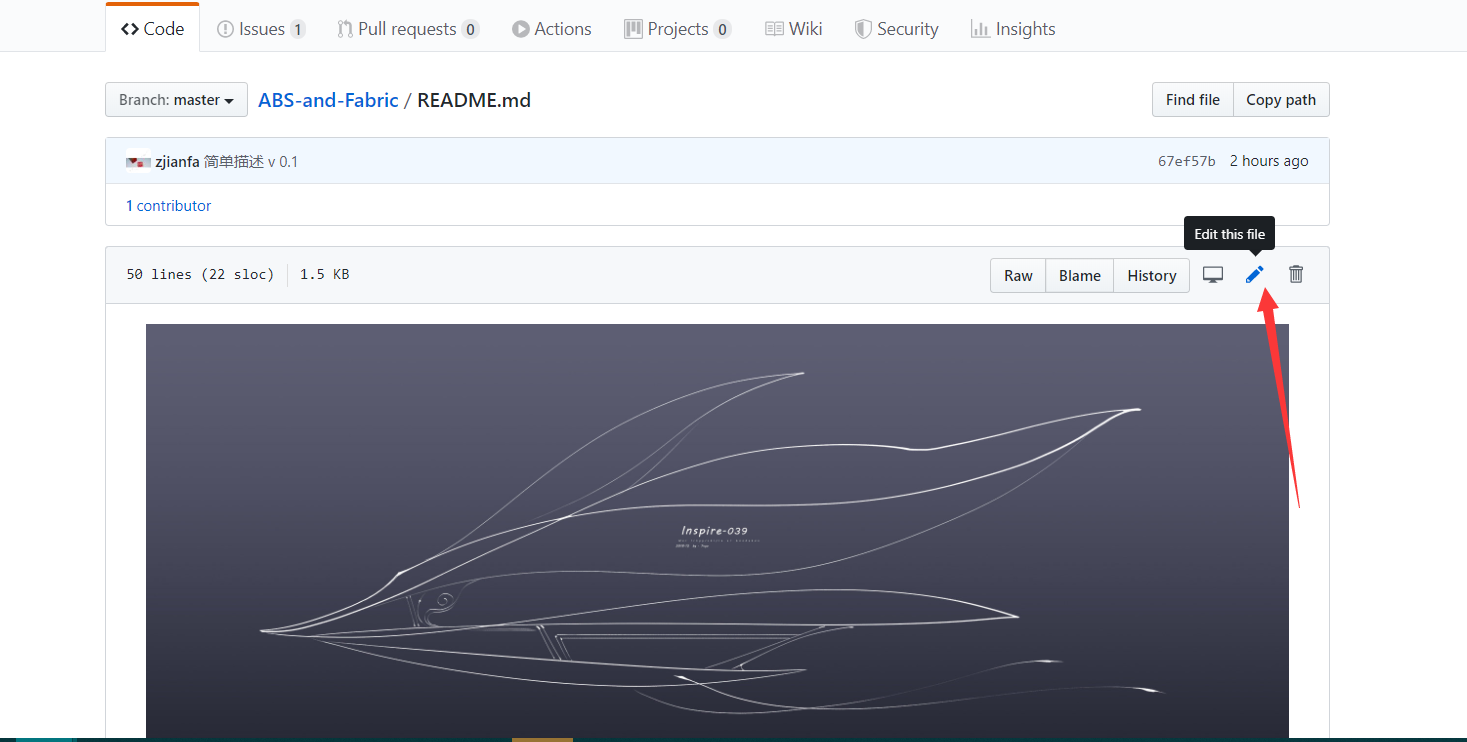 Code Issues 1 Pull requests 0 Actions Projects 0 Wiki Security Insights
Branch: master ABS-and-Fabric / README.md Find file Copy path
zjianfa 简单描述 v 0.1 67ef57b 2 hours ago
1 contributor
Edit this file
50 lines (22 sloc) 1.5 KB Raw Blame History
Inspire-039